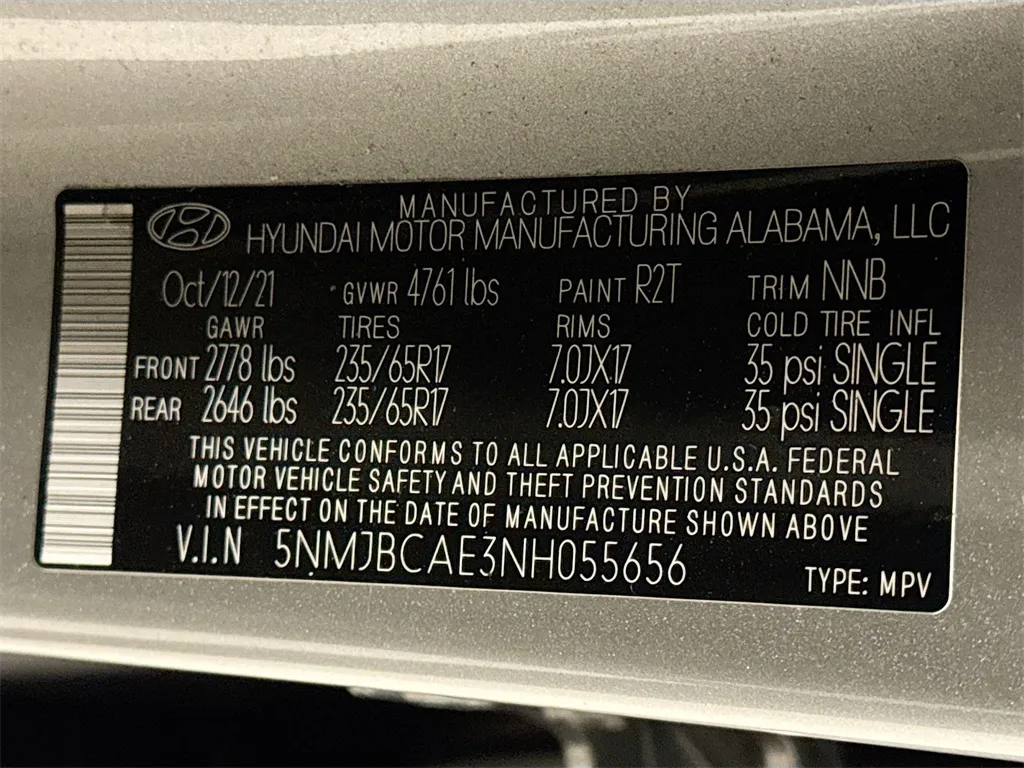 MANUFACTURED BY
HYUNDAI MOTOR MANUFACTURING ALABAMA, LLC
Oct/12/21 GVWR 4761 lbs PAINT R2T TRIM NNB
GAWR TIRES RIMS COLD TIRE INFL
FRONT 2778 lbs 235/65R17 7.0JX17 35 psi SINGLE
REAR 2646 lbs 235/65R17 7.0JX17 35 psi SINGLE
THIS VEHICLE CONFORMS TO ALL APPLICABLE U.S.A. FEDERAL
MOTOR VEHICLE SAFETY AND THEFT PREVENTION STANDARDS
IN EFFECT ON THE DATE OF MANUFACTURE SHOWN ABOVE
V.I.N 5NMJBCAE3NH055656
TYPE: MPV